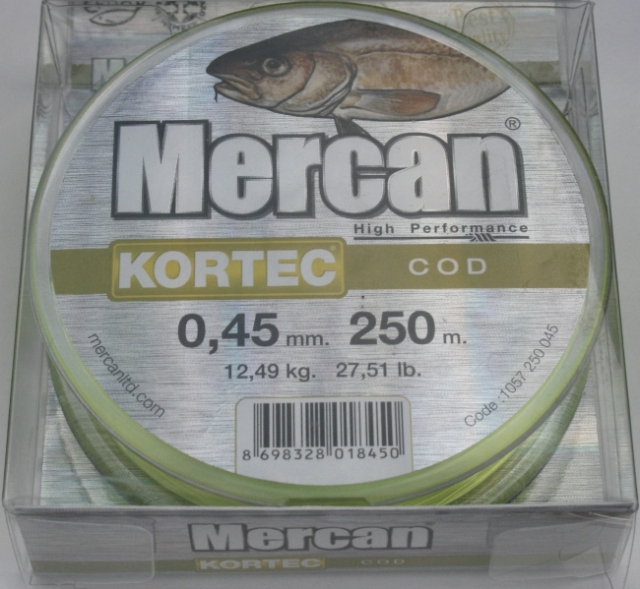 Mercan®
High Performance
KORTEC® COD
0,45 mm. 250 m.
12,49 kg. 27,51 lb.
mercanltd.com
Code : 1057 250 045
8 698328 018450
Mercan
KORTEC COD